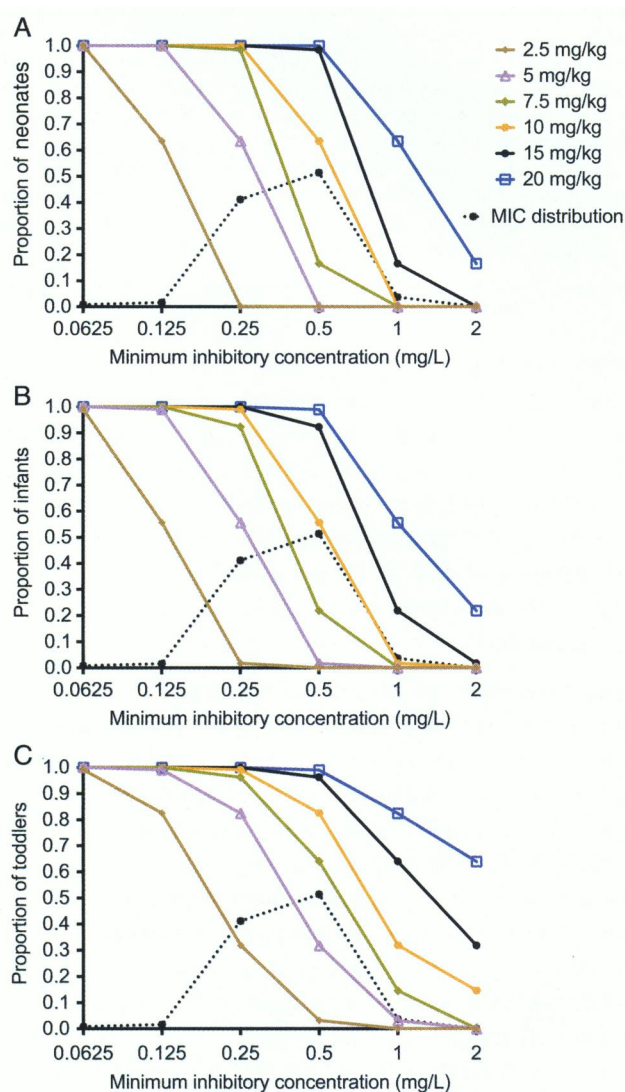 A
Proportion of neonates
1.0
0.9
0.8
0.7
0.6
0.5
0.4
0.3
0.2
0.1
0.0
0.0625 0.125 0.25 0.5 1 2
Minimum inhibitory concentration (mg/L)
2.5 mg/kg
5 mg/kg
7.5 mg/kg
10 mg/kg
15 mg/kg
20 mg/kg
MIC distribution
B
Proportion of infants
1.0
0.9
0.8
0.7
0.6
0.5
0.4
0.3
0.2
0.1
0.0
0.0625 0.125 0.25 0.5 1 2
Minimum inhibitory concentration (mg/L)
C
Proportion of toddlers
1.0
0.9
0.8
0.7
0.6
0.5
0.4
0.3
0.2
0.1
0.0
0.0625 0.125 0.25 0.5 1 2
Minimum inhibitory concentration (mg/L)